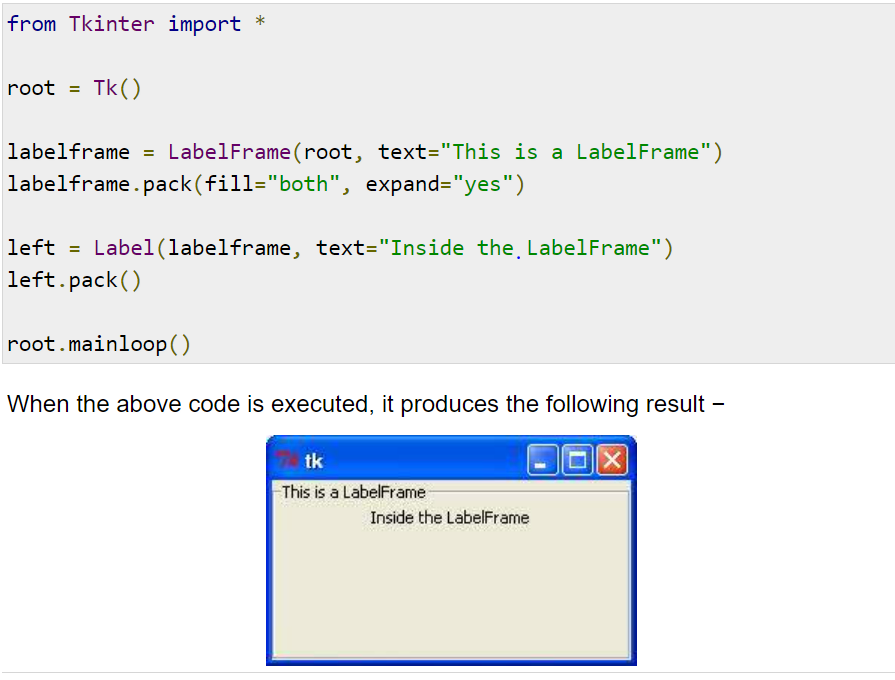 from Tkinter import *
root = Tk()
labelframe = LabelFrame(root, text="This is a LabelFrame")
labelframe.pack(fill="both", expand="yes")
left = Label(labelframe, text="Inside the LabelFrame")
left.pack()
root.mainloop()
When the above code is executed, it produces the following result −
tk
This is a LabelFrame
Inside the LabelFrame